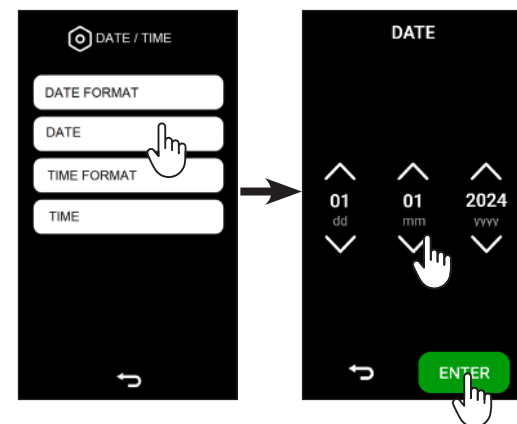 DATE / TIME
DATE FORMAT
DATE
TIME FORMAT
TIME
DATE
01 01 2024
dd mm yyyy
ENTER